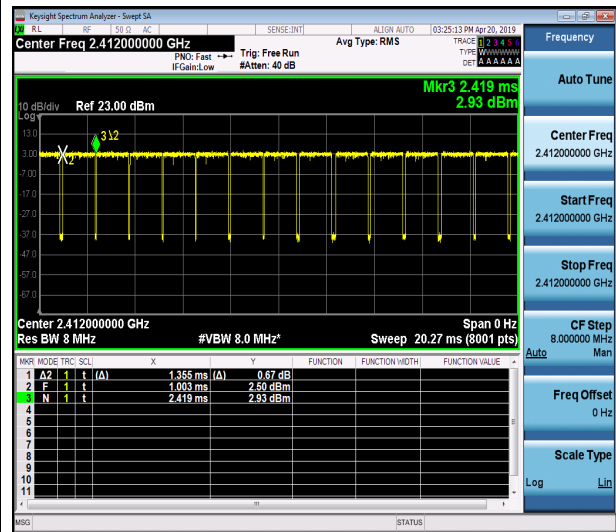 Keysight Spectrum Analyzer - Swept SA
RL RF 50 Ω AC SENSE:INT ALIGN AUTO 03:25:13 PM Apr 20, 2019
Center Freq 2.412000000 GHz
PNO: Fast
IFGain:Low
Trig: Free Run
#Atten: 40 dB
Avg Type: RMS
TRACE 1 2 3 4 5 6
TYPE WWWWWWW
DET A A A A A A
Frequency
Mkr3 2.419 ms
2.93 dBm
10 dB/div
Log
Ref 23.00 dBm
13.0
3.00
-7.00
-17.0
-27.0
-37.0
-47.0
-57.0
-67.0
2
3
Δ2
Center 2.412000000 GHz
Span 0 Hz
Res BW 8 MHz
#VBW 8.0 MHz*
Sweep 20.27 ms (8001 pts)
MKR MODE TRC SCL X Y FUNCTION FUNCTION WIDTH FUNCTION VALUE
1 Δ2 1 t (Δ) 1.355 ms (Δ) 0.67 dB
2 F 1 t 1.003 ms 2.50 dBm
3 N 1 t 2.419 ms 2.93 dBm
4
5
6
7
8
9
10
11
MSG
STATUS
Auto Tune
Center Freq
2.412000000 GHz
Start Freq
2.412000000 GHz
Stop Freq
2.412000000 GHz
CF Step
8.000000 MHz
Auto Man
Freq Offset
0 Hz
Scale Type
Log Lin